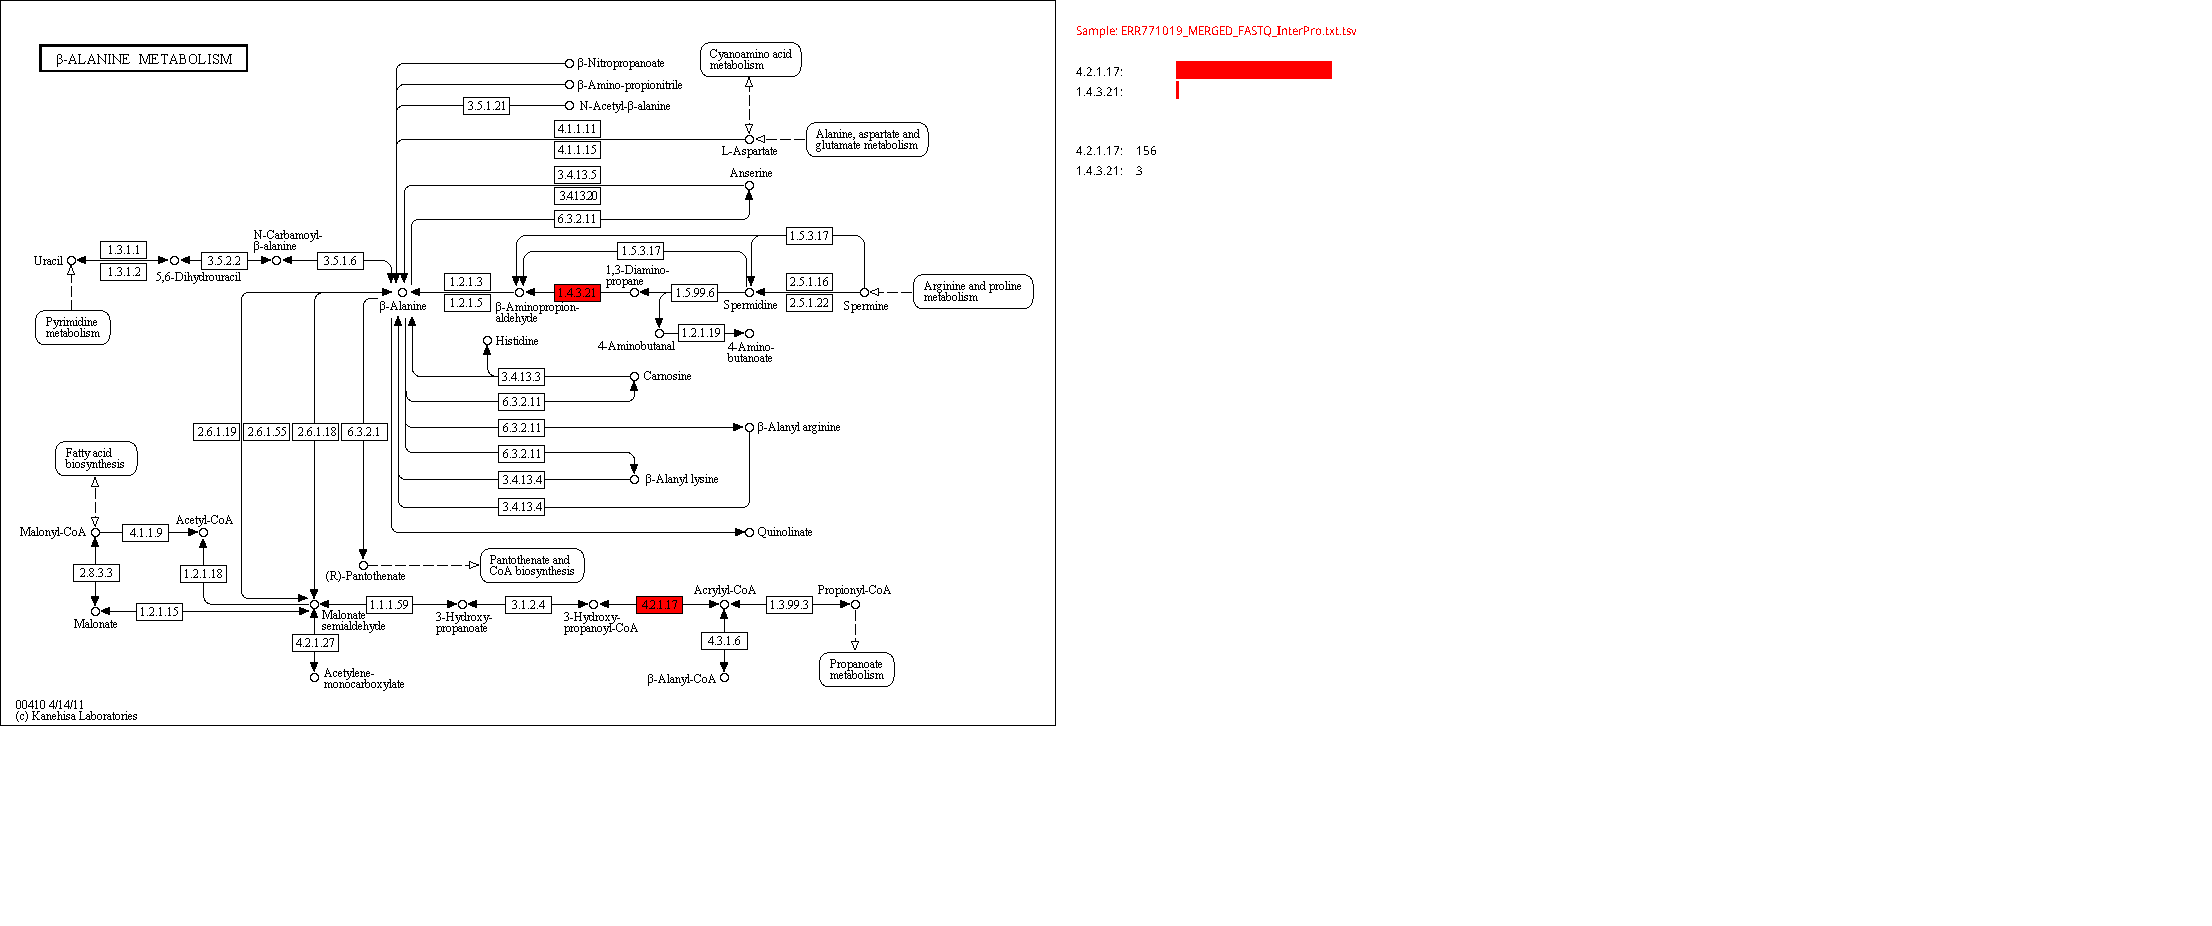 β-ALANINE METABOLISM
β-Nitropropanoate
β-Amino-propionitrile
3.5.1.21
N-Acetyl-β-alanine
Cyanoamino acid
metabolism
4.1.1.11
4.1.1.15
L-Aspartate
Alanine, aspartate and
glutamate metabolism
3.4.13.5
3.4.13.20
Anserine
6.3.2.11
Uracil
1.3.1.1
1.3.1.2
5,6-Dihydrouracil
3.5.2.2
N-Carbamoyl-
β-alanine
3.5.1.6
Pyrimidine
metabolism
β-Alanine
1.2.1.3
1.2.1.5
β-Aminopropion-
aldehyde
1.4.3.21
1,3-Diamino-
propane
1.5.3.17
1.5.3.17
1.5.99.6
Spermidine
2.5.1.16
2.5.1.22
Spermine
Arginine and proline
metabolism
4-Aminobutanal
1.2.1.19
4-Amino-
butanoate
Histidine
3.4.13.3
Carnosine
6.3.2.11
6.3.2.11
β-Alanyl arginine
6.3.2.11
3.4.13.4
β-Alanyl lysine
3.4.13.4
Quinolinate
2.6.1.19
2.6.1.55
2.6.1.18
6.3.2.1
Fatty acid
biosynthesis
Malonyl-CoA
4.1.1.9
Acetyl-CoA
2.8.3.3
1.2.1.18
Malonate
1.2.1.15
(R)-Pantothenate
Pantothenate and
CoA biosynthesis
Malonate
semialdehyde
1.1.1.59
3-Hydroxy-
propanoate
3.1.2.4
3-Hydroxy-
propanoyl-CoA
4.2.1.17
Acrylyl-CoA
1.3.99.3
Propionyl-CoA
4.2.1.27
Acetylene-
monocarboxylate
4.3.1.6
β-Alanyl-CoA
Propanoate
metabolism
00410 4/14/11
(c) Kanehisa Laboratories
Sample: ERR771019_MERGED_FASTQ_InterPro.txt.tsv
4.2.1.17:
1.4.3.21:
4.2.1.17: 156
1.4.3.21: 3